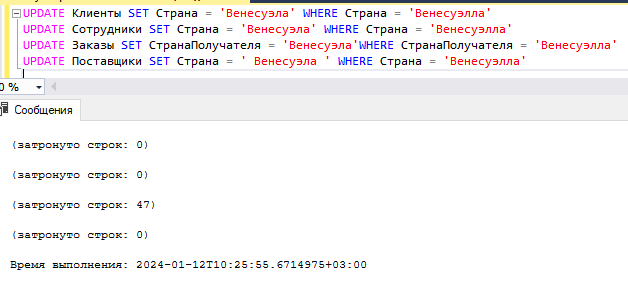 UPDATE Клиенты SET Страна = 'Венесуэла' WHERE Страна = 'Венесуэлла'
UPDATE Сотрудники SET Страна = 'Венесуэла' WHERE Страна = 'Венесуэлла'
UPDATE Заказы SET СтранаПолучателя = 'Венесуэла'WHERE СтранаПолучателя = 'Венесуэлла'
UPDATE Поставщики SET Страна = ' Венесуэла ' WHERE Страна = 'Венесуэлла'
0 %
Сообщения
(затронуто строк: 0)
(затронуто строк: 0)
(затронуто строк: 47)
(затронуто строк: 0)
Время выполнения: 2024-01-12T10:25:55.6714975+03:00